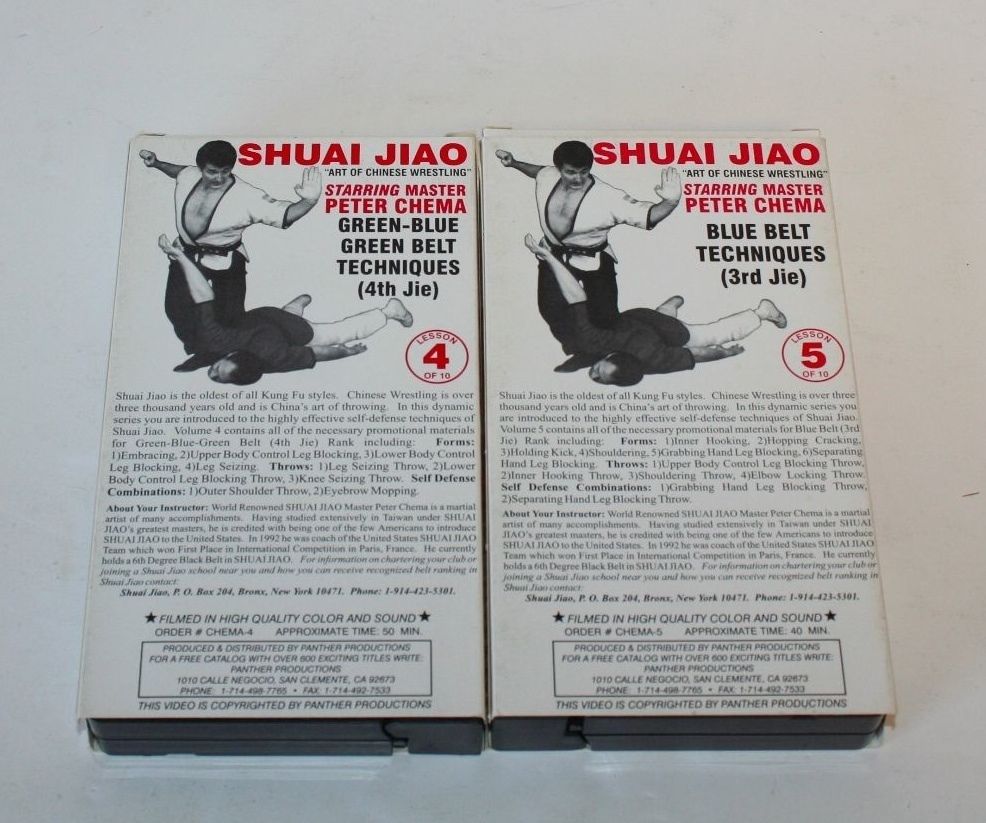 SHUAI JIAO
"ART OF CHINESE WRESTLING"
STARRING MASTER
PETER CHEMA
GREEN-BLUE
GREEN BELT
TECHNIQUES
(4th Jie)
LESSON
4
OF 10
Shuai Jiao is the oldest of all Kung Fu styles. Chinese Wrestling is over
three thousand years old and is China's art of throwing. In this dynamic
series you are introduced to the highly effective self-defense techniques of
Shuai Jiao. Volume 4 contains all of the necessary promotional materials
for Green-Blue-Green Belt (4th Jie) Rank including: Forms:
1)Embracing, 2)Upper Body Control Leg Blocking, 3)Lower Body Control
Leg Blocking, 4)Leg Seizing. Throws: 1)Leg Seizing Throw, 2)Lower
Body Control Leg Blocking Throw, 3)Knee Seizing Throw. Self Defense
Combinations: 1)Outer Shoulder Throw, 2)Eyebrow Mopping.
About Your Instructor: World Renowned SHUAI JIAO Master Peter Chema is a martial
artist of many accomplishments. Having studied extensively in Taiwan under SHUAI
JIAO's greatest masters, he is credited with being one of the few Americans to introduce
SHUAI JIAO to the United States. In 1992 he was coach of the United States SHUAI JIAO
Team which won First Place in International Competition in Paris, France. He currently
holds a 6th Degree Black Belt in SHUAI JIAO. For information on chartering your club or
joining a Shuai Jiao school near you and how you can receive recognized belt ranking in
Shuai Jiao contact:
Shuai Jiao, P. O. Box 204, Bronx, New York 10471. Phone: 1-914-423-5301.
★ FILMED IN HIGH QUALITY COLOR AND SOUND ★
ORDER # CHEMA-4 APPROXIMATE TIME: 50 MIN.
PRODUCED & DISTRIBUTED BY PANTHER PRODUCTIONS
FOR A FREE CATALOG WITH OVER 600 EXCITING TITLES WRITE:
PANTHER PRODUCTIONS
1010 CALLE NEGOCIO, SAN CLEMENTE, CA 92673
PHONE: 1-714-498-7765 • FAX: 1-714-492-7533
THIS VIDEO IS COPYRIGHTED BY PANTHER PRODUCTIONS
SHUAI JIAO
"ART OF CHINESE WRESTLING"
STARRING MASTER
PETER CHEMA
BLUE BELT
TECHNIQUES
(3rd Jie)
LESSON
5
OF 10
Shuai Jiao is the oldest of all Kung Fu styles. Chinese Wrestling is over three
thousand years old and is China's art of throwing. In this dynamic series you
are introduced to the highly effective self-defense techniques of Shuai Jiao.
Volume 5 contains all of the necessary promotional materials for Blue Belt (3rd
Jie) Rank including: Forms: 1)Inner Hooking, 2)Hopping Cracking,
3)Holding Kick, 4)Shouldering, 5)Grabbing Hand Leg Blocking, 6)Separating
Hand Leg Blocking. Throws: 1)Upper Body Control Leg Blocking Throw,
2)Inner Hooking Throw, 3)Shouldering Throw, 4)Elbow Locking Throw.
Self Defense Combinations: 1)Grabbing Hand Leg Blocking Throw,
2)Separating Hand Leg Blocking Throw.
About Your Instructor: World Renowned SHUAI JIAO Master Peter Chema is a martial
artist of many accomplishments. Having studied extensively in Taiwan under SHUAI
JIAO's greatest masters, he is credited with being one of the few Americans to introduce
SHUAI JIAO to the United States. In 1992 he was coach of the United States SHUAI JIAO
Team which won First Place in International Competition in Paris, France. He currently
holds a 6th Degree Black Belt in SHUAI JIAO. For information on chartering your club or
joining a Shuai Jiao school near you and how you can receive recognized belt ranking in
Shuai Jiao contact:
Shuai Jiao, P. O. Box 204, Bronx, New York 10471. Phone: 1-914-423-5301.
★ FILMED IN HIGH QUALITY COLOR AND SOUND ★
ORDER # CHEMA-5 APPROXIMATE TIME: 40 MIN.
PRODUCED & DISTRIBUTED BY PANTHER PRODUCTIONS
FOR A FREE CATALOG WITH OVER 600 EXCITING TITLES WRITE:
PANTHER PRODUCTIONS
1010 CALLE NEGOCIO, SAN CLEMENTE, CA 92673
PHONE: 1-714-498-7765 • FAX: 1-714-492-7533
THIS VIDEO IS COPYRIGHTED BY PANTHER PRODUCTIONS